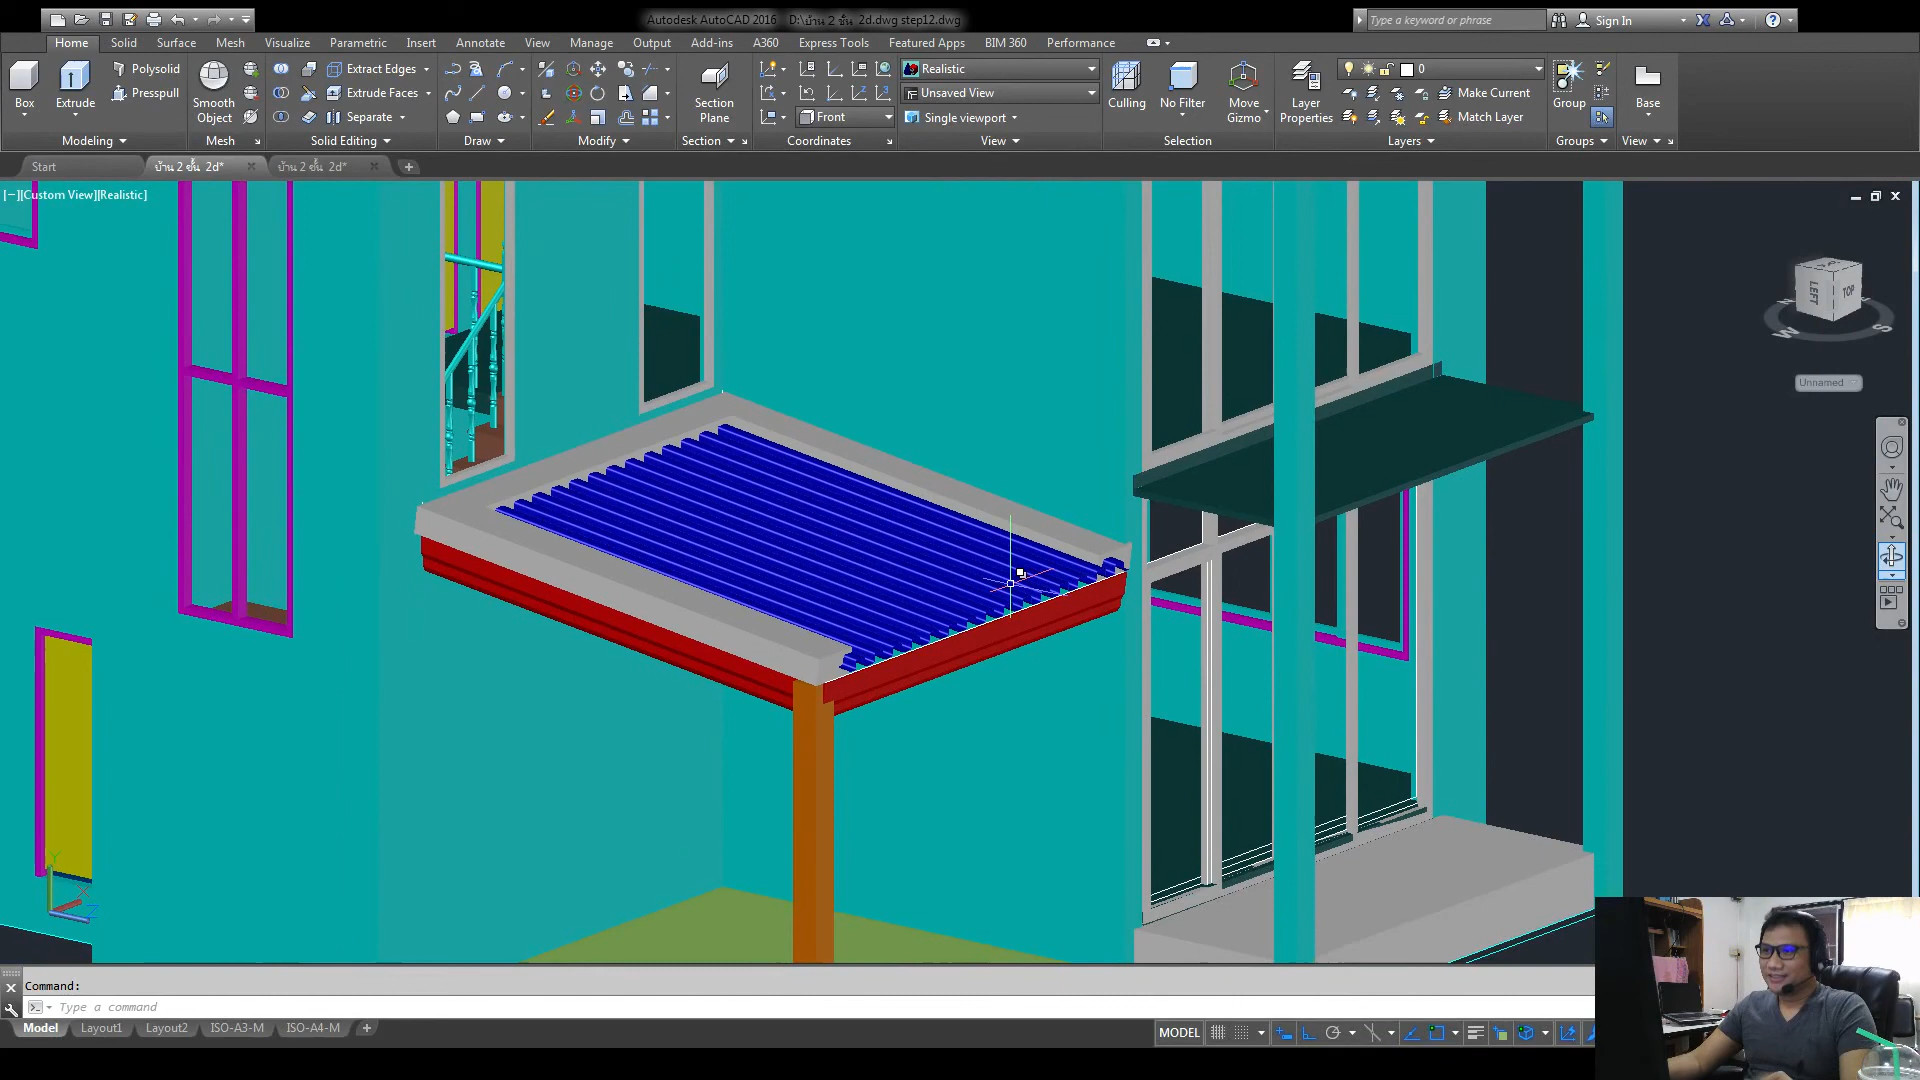 Autodesk AutoCAD 2016 D:\บ้าน 2 ชั้น 2d.dwg step12.dwg
Type a keyword or phrase
Sign In
Home Solid Surface Mesh Visualize Parametric Insert Annotate View Manage Output Add-ins A360 Express Tools Featured Apps BIM 360 Performance
Box
Extrude
Polysolid
Presspull
Smooth Object
Extract Edges
Extrude Faces
Separate
Section Plane
Front
Realistic
Unsaved View
Single viewport
Culling
No Filter
Move Gizmo
Layer Properties
0
Make Current
Match Layer
Group
Base
Modeling Mesh Solid Editing Draw Modify Section Coordinates View Selection Layers Groups View
Start บ้าน 2 ชั้น 2d* บ้าน 2 ชั้น 2d*
[−][Custom View][Realistic]
LEFT
TOP
W
S
Unnamed
Y
X
Z
Command:
Type a command
Model Layout1 Layout2 ISO-A3-M ISO-A4-M
MODEL